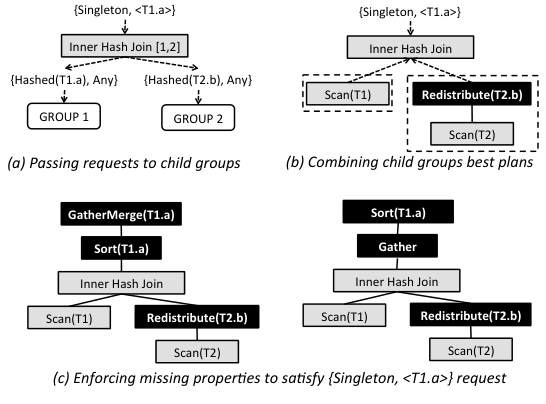 {Singleton, <T1.a>}
Inner Hash Join [1,2]
{Hashed(T1.a), Any}
{Hashed(T2.b), Any}
GROUP 1
GROUP 2
(a) Passing requests to child groups
{Singleton, <T1.a>}
Inner Hash Join
Scan(T1)
Redistribute(T2.b)
Scan(T2)
(b) Combining child groups best plans
GatherMerge(T1.a)
Sort(T1.a)
Inner Hash Join
Scan(T1)
Redistribute(T2.b)
Scan(T2)
Sort(T1.a)
Gather
Inner Hash Join
Scan(T1)
Redistribute(T2.b)
Scan(T2)
(c) Enforcing missing properties to satisfy {Singleton, <T1.a>} request